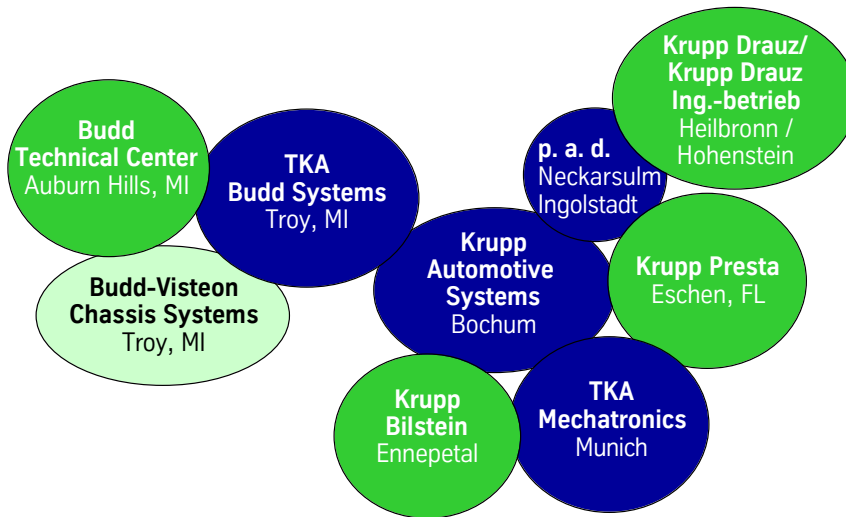 Krupp Drauz/
Krupp Drauz
Ing.-betrieb
Heilbronn /
Hohenstein
Budd
Technical Center
Auburn Hills, MI
TKA
Budd Systems
Troy, MI
p. a. d.
Neckarsulm
Ingolstadt
Krupp
Automotive
Systems
Bochum
Krupp Presta
Eschen, FL
Budd-Visteon
Chassis Systems
Troy, MI
Krupp
Bilstein
Ennepetal
TKA
Mechatronics
Munich